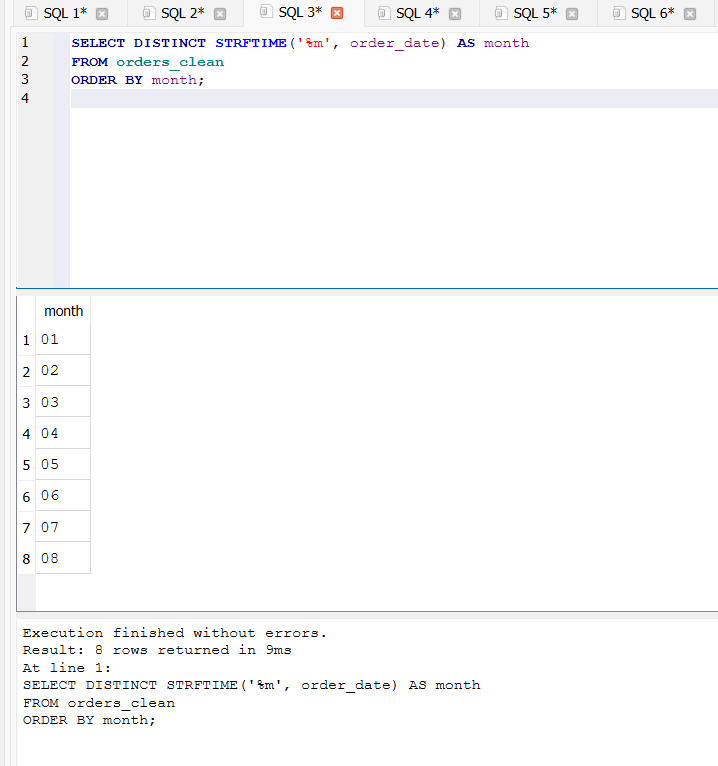 SQL 1* SQL 2* SQL 3* SQL 4* SQL 5* SQL 6*
1 SELECT DISTINCT STRFTIME('%m', order_date) AS month
2 FROM orders_clean
3 ORDER BY month;
4
month
1 01
2 02
3 03
4 04
5 05
6 06
7 07
8 08
Execution finished without errors.
Result: 8 rows returned in 9ms
At line 1:
SELECT DISTINCT STRFTIME('%m', order_date) AS month
FROM orders_clean
ORDER BY month;